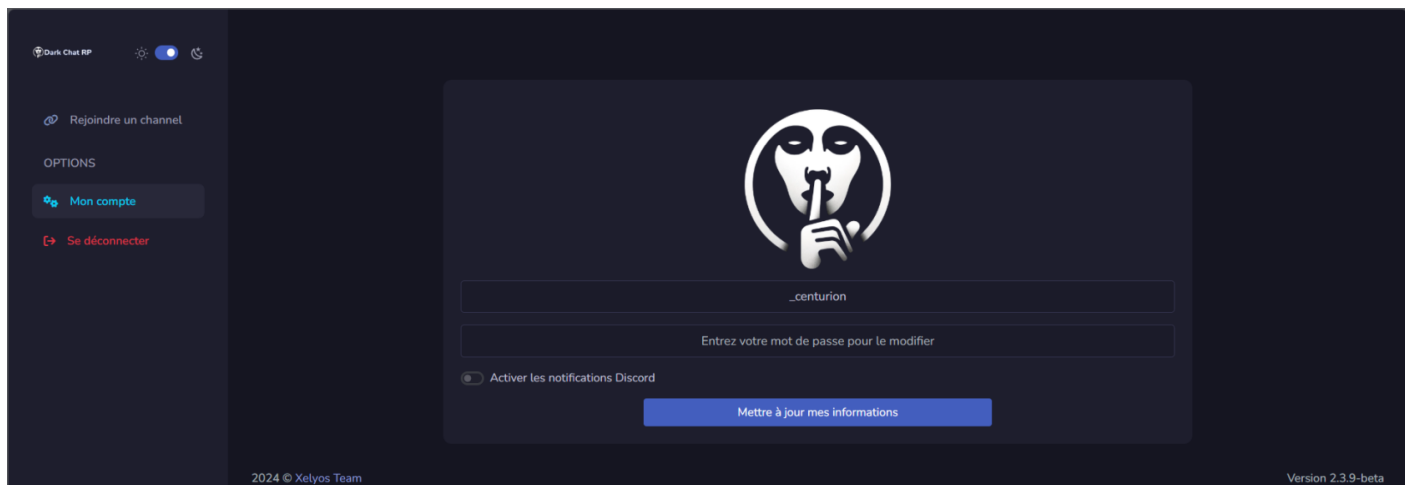 Dark Chat RP
Rejoindre un channel
OPTIONS
Mon compte
Se déconnecter
_centurion
Entrez votre mot de passe pour le modifier
Activer les notifications Discord
Mettre à jour mes informations
2024 © Xelyos Team
Version 2.3.9-beta